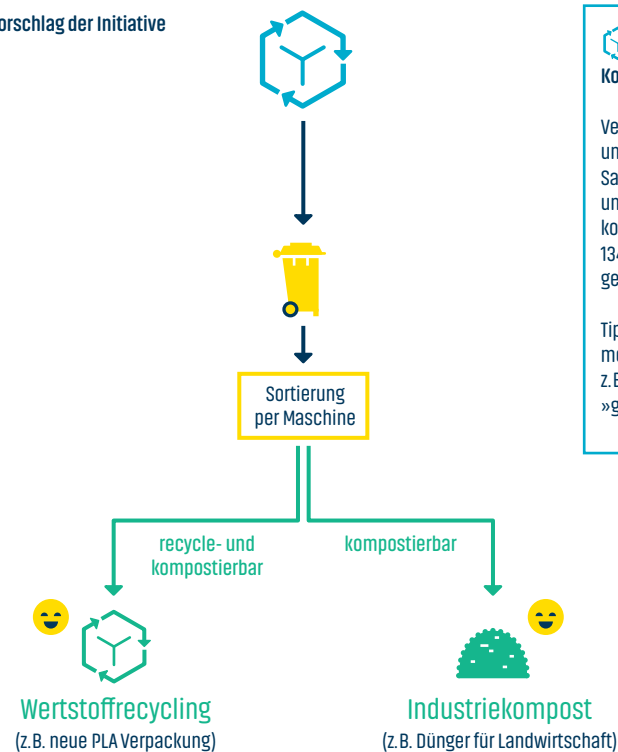 orschlag der Initiative
Sortierung
per Maschine
recycle- und
kompostierbar
kompostierbar
Wertstoffrecycling
(z.B. neue PLA Verpackung)
Industriekompost
(z.B. Dünger für Landwirtschaft)
Ko
Ve
un
Sa
un
ko
134
ge
Tip
me
z.B
»g